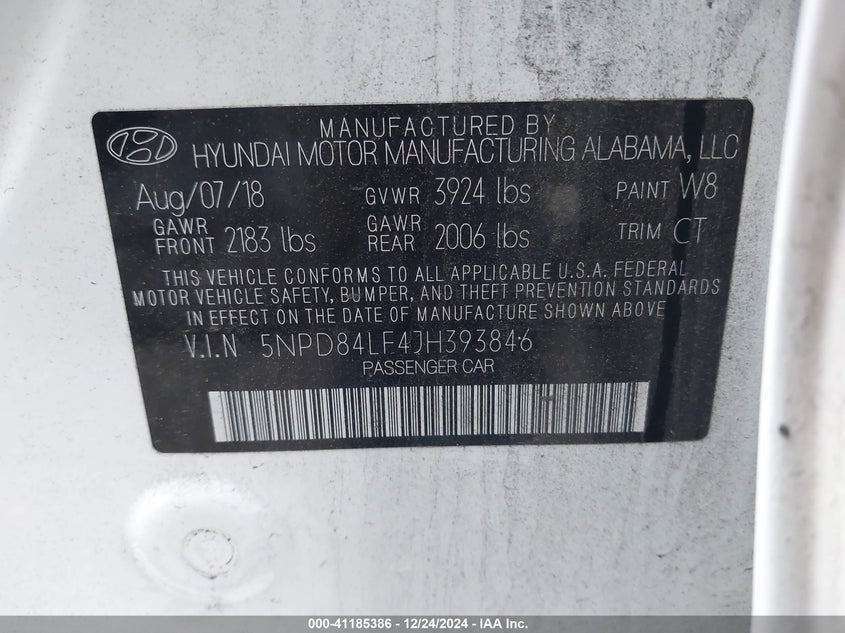 MANUFACTURED BY
HYUNDAI MOTOR MANUFACTURING ALABAMA, LLC
Aug/07/18 GVWR 3924 lbs PAINT W8
GAWR FRONT 2183 lbs GAWR REAR 2006 lbs TRIM CT
THIS VEHICLE CONFORMS TO ALL APPLICABLE U.S.A. FEDERAL
MOTOR VEHICLE SAFETY, BUMPER, AND THEFT PREVENTION STANDARDS
IN EFFECT ON THE DATE OF MANUFACTURE SHOWN ABOVE
V.I.N 5NPD84LF4JH393846
PASSENGER CAR
000-41185386 - 12/24/2024 - IAA Inc.